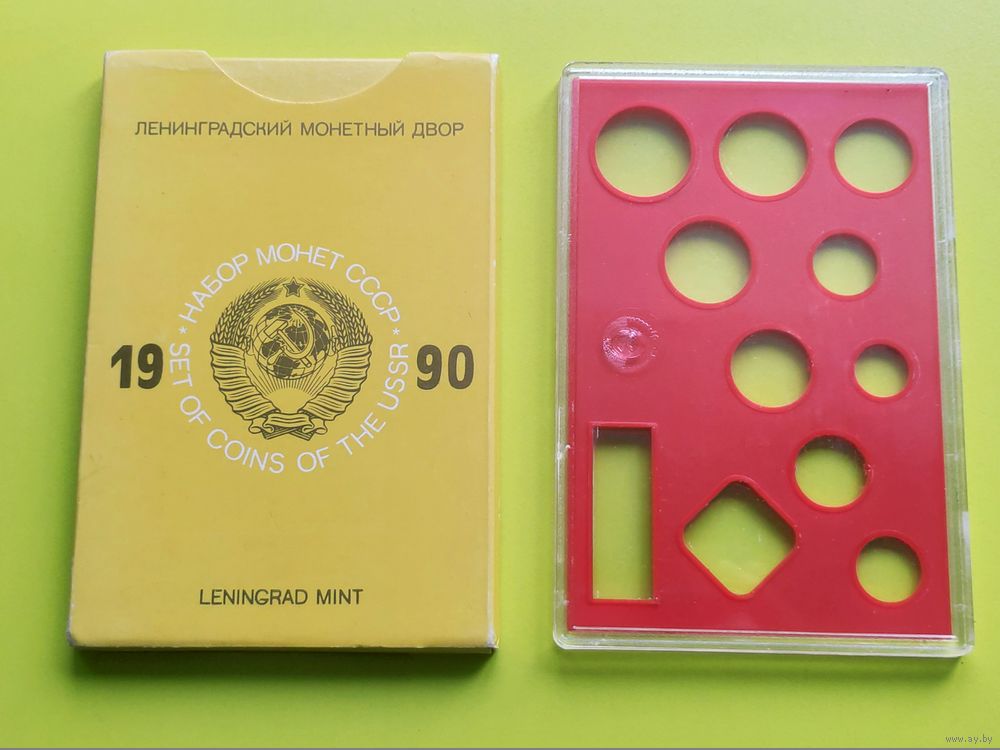 ЛЕНИНГРАДСКИЙ МОНЕТНЫЙ ДВОР
* НАБОР МОНЕТ СССР *
19 90
SET OF COINS OF THE USSR
LENINGRAD MINT
www.ay.by